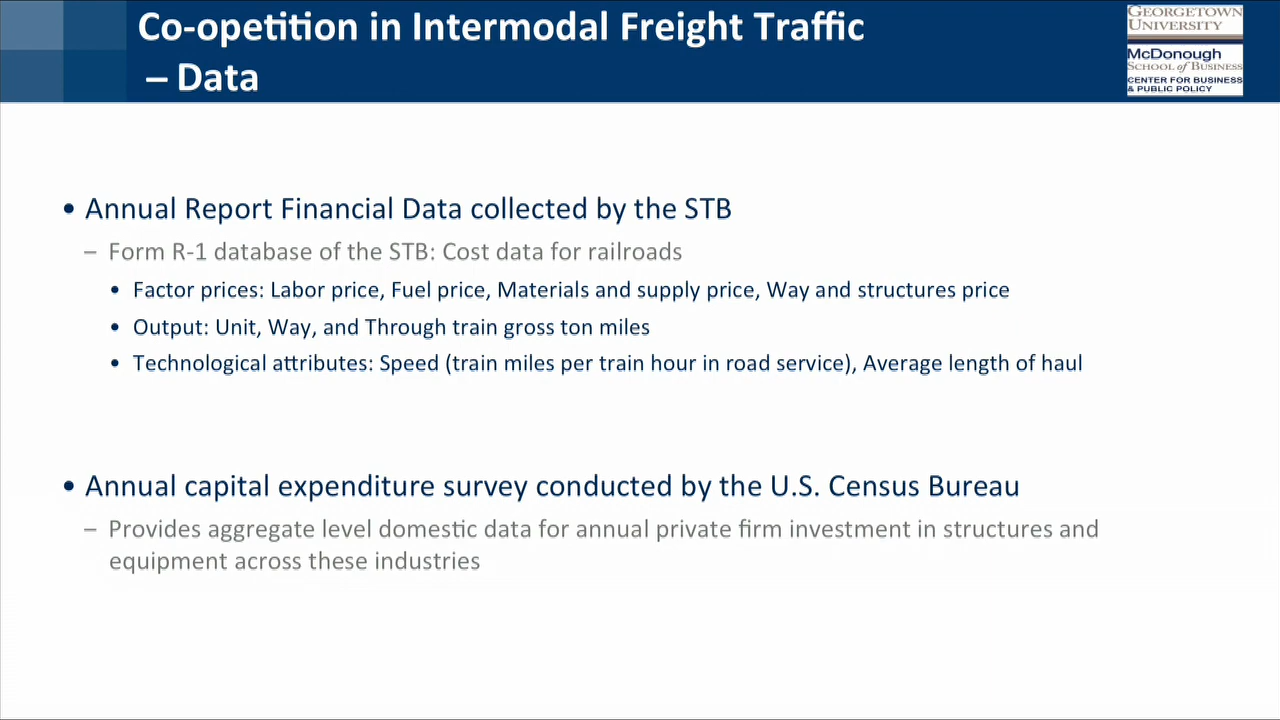 Co-opetition in Intermodal Freight Traffic
– Data
GEORGETOWN
UNIVERSITY
McDonough
SCHOOL of BUSINESS
CENTER FOR BUSINESS
& PUBLIC POLICY
• Annual Report Financial Data collected by the STB
– Form R-1 database of the STB: Cost data for railroads
• Factor prices: Labor price, Fuel price, Materials and supply price, Way and structures price
• Output: Unit, Way, and Through train gross ton miles
• Technological attributes: Speed (train miles per train hour in road service), Average length of haul
• Annual capital expenditure survey conducted by the U.S. Census Bureau
– Provides aggregate level domestic data for annual private firm investment in structures and
equipment across these industries